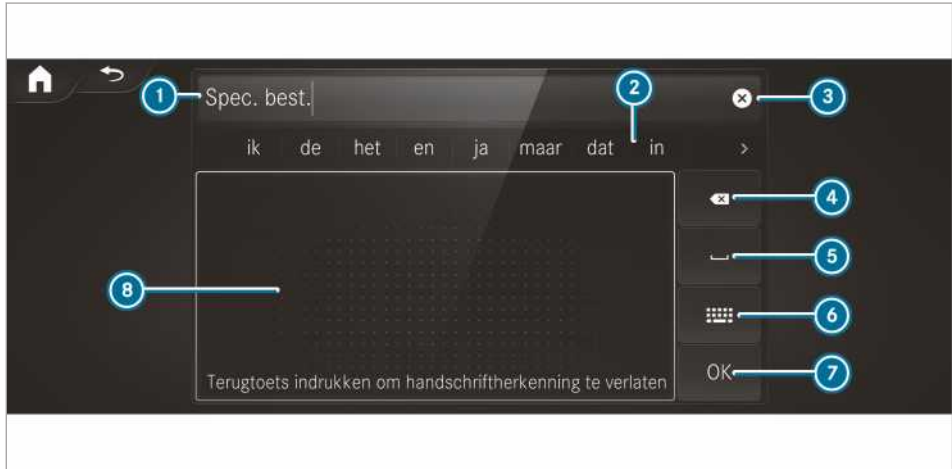 1 Spec. best. 2 3
ik de het en ja maar dat in >
4
5
8
6
Terugtoets indrukken om handschriftherkenning te verlaten OK 7